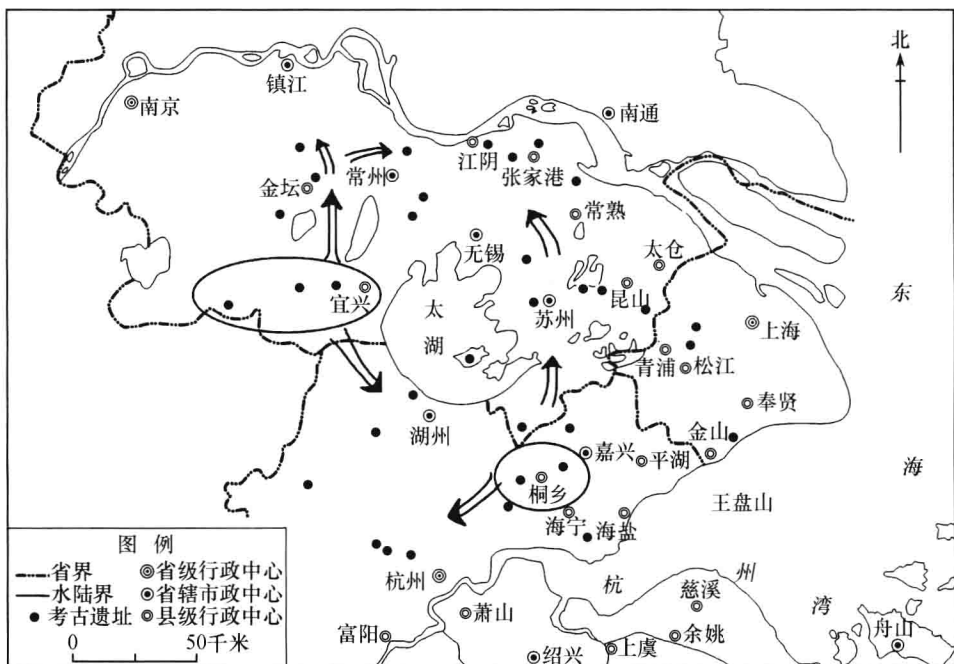 北
镇江
南京
南通
江阴
张家港
金坛
常州
常熟
无锡
太仓
宜兴
太
湖
苏州
昆山
东
上海
青浦
松江
奉贤
湖州
金山
嘉兴
平湖
海
桐乡
王盘山
海宁
海盐
图 例
省界
省级行政中心
水陆界
省辖市政中心
考古遗址
县级行政中心
0
50千米
杭州
杭
州
湾
慈溪
萧山
富阳
余姚
舟山
绍兴
上虞